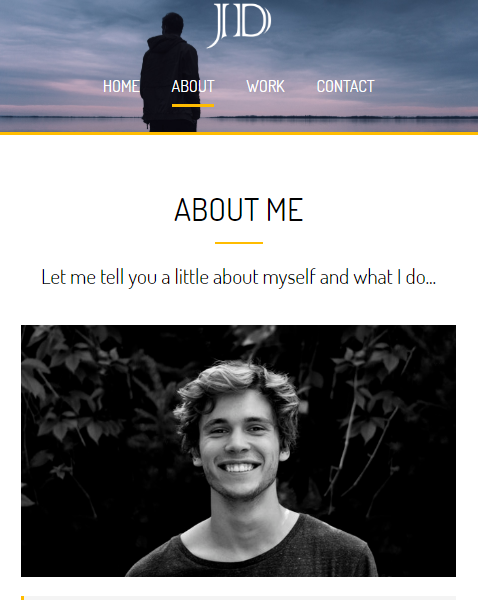 JD
HOME ABOUT WORK CONTACT
ABOUT ME
Let me tell you a little about myself and what I do...